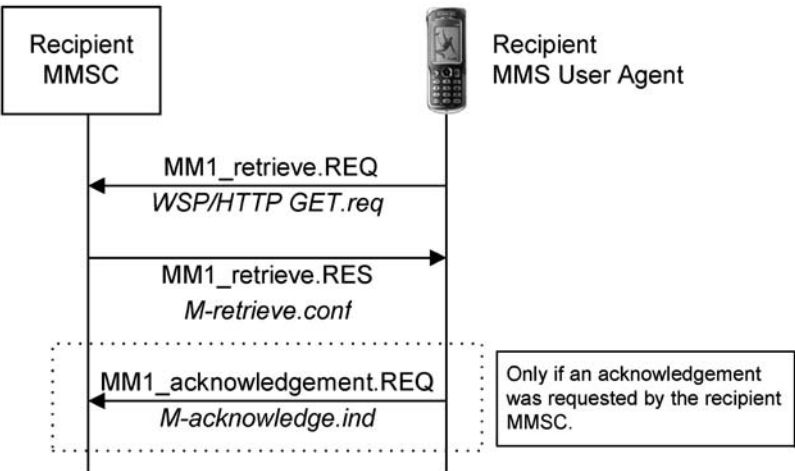 Recipient
MMSC
Recipient
MMS User Agent
MM1_retrieve.REQ
WSP/HTTP GET.req
MM1_retrieve.RES
M-retrieve.conf
MM1_acknowledgement.REQ
M-acknowledge.ind
Only if an acknowledgement
was requested by the recipient
MMSC.